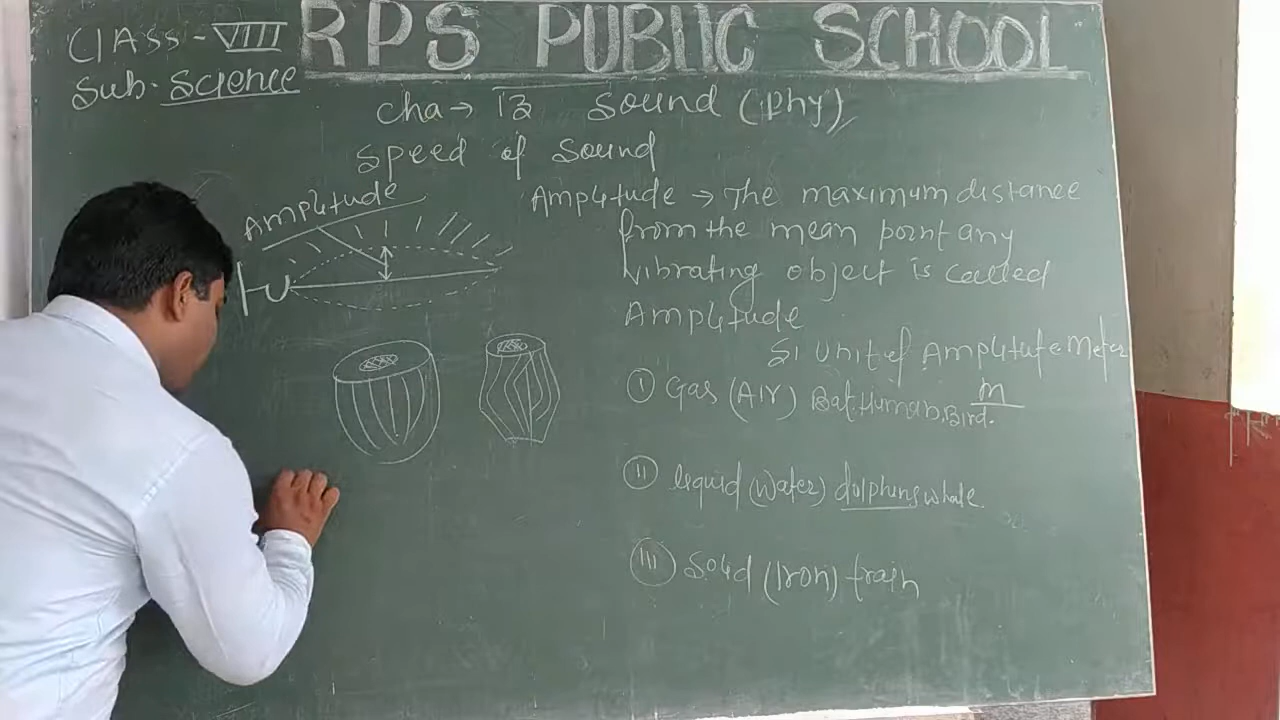 CLASS - VIII
RPS PUBLIC SCHOOL
Sub. Science
Cha → 13 Sound (Phy)
Speed of Sound
Amplitude
Amplitude → The maximum distance
from the mean point any
vibrating object is called
Amplitude
SI Unit of Amplitute Meter
m
I Gas (Air) Bat, Human, Bird.
II liquid (Water) dolphins whale
III Solid (Iron) train